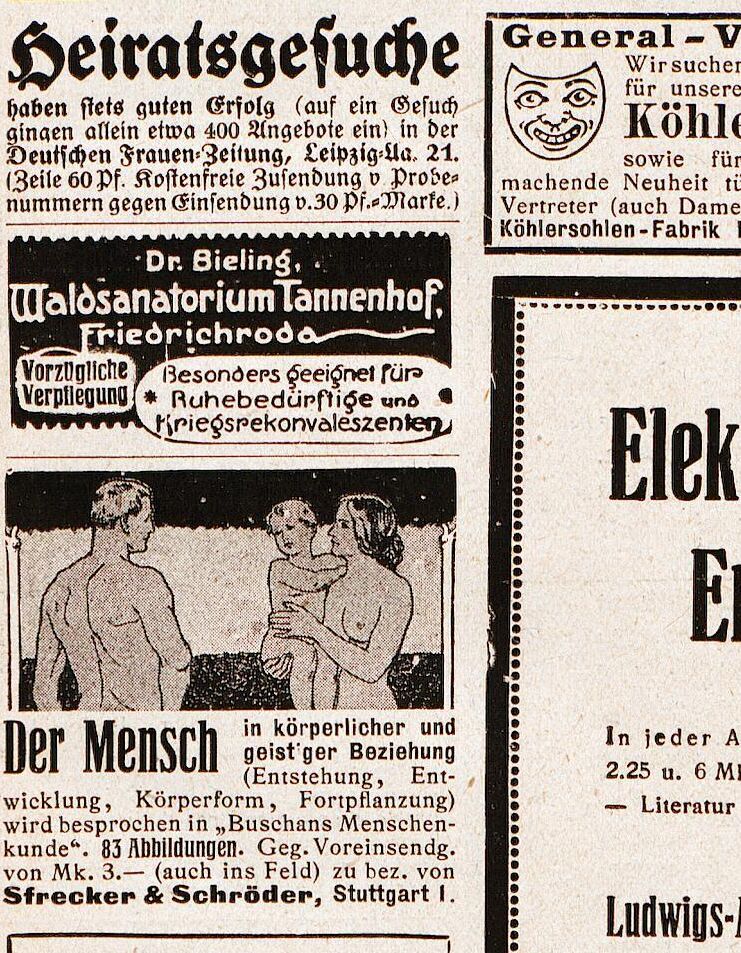 Heiratsgesuche
haben stets guten Erfolg (auf ein Gesuch
gingen allein etwa 400 Angebote ein) in der
Deutschen Frauen-Zeitung, Leipzig-Va. 21.
(Zeile 60 Pf. Kostenfreie Zusendung v Probe-
nummern gegen Einsendung v. 30 Pf.-Marke.)
Dr. Bieling,
Waldsanatorium Tannenhof,
Friedrichroda
Vorzügliche
Verpflegung
Besonders geeignet für
Ruhebedürftige und
Kriegsrekonvaleszenten
Der Mensch
in körperlicher und
geist'ger Beziehung
(Entstehung, Ent-
wicklung, Körperform, Fortpflanzung)
wird besprochen in „Buschans Menschen-
kunde“. 83 Abbildungen. Geg. Voreinsendg.
von Mk. 3.— (auch ins Feld) zu bez. von
Strecker & Schröder, Stuttgart I.
General-V
Wir suchen
für unsere
Köhle
sowie für
machende Neuheit tü
Vertreter (auch Dame
Köhlersohlen-Fabrik
Elek
En
In jeder A
2.25 u. 6 M
— Literatur
Ludwigs-